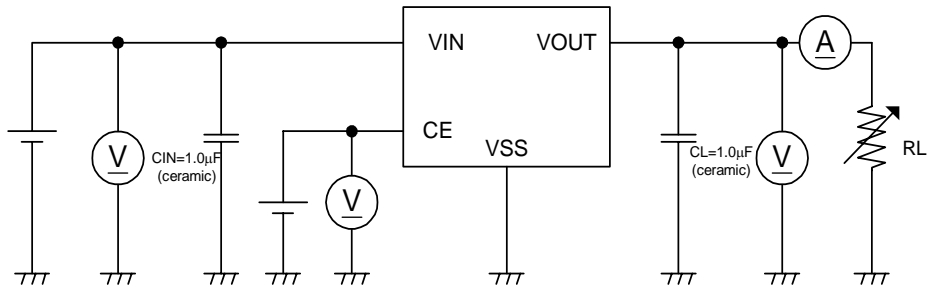 VIN VOUT A
CE
VSS
V CIN=1.0μF
(ceramic)
V
CL=1.0μF
(ceramic)
V
RL